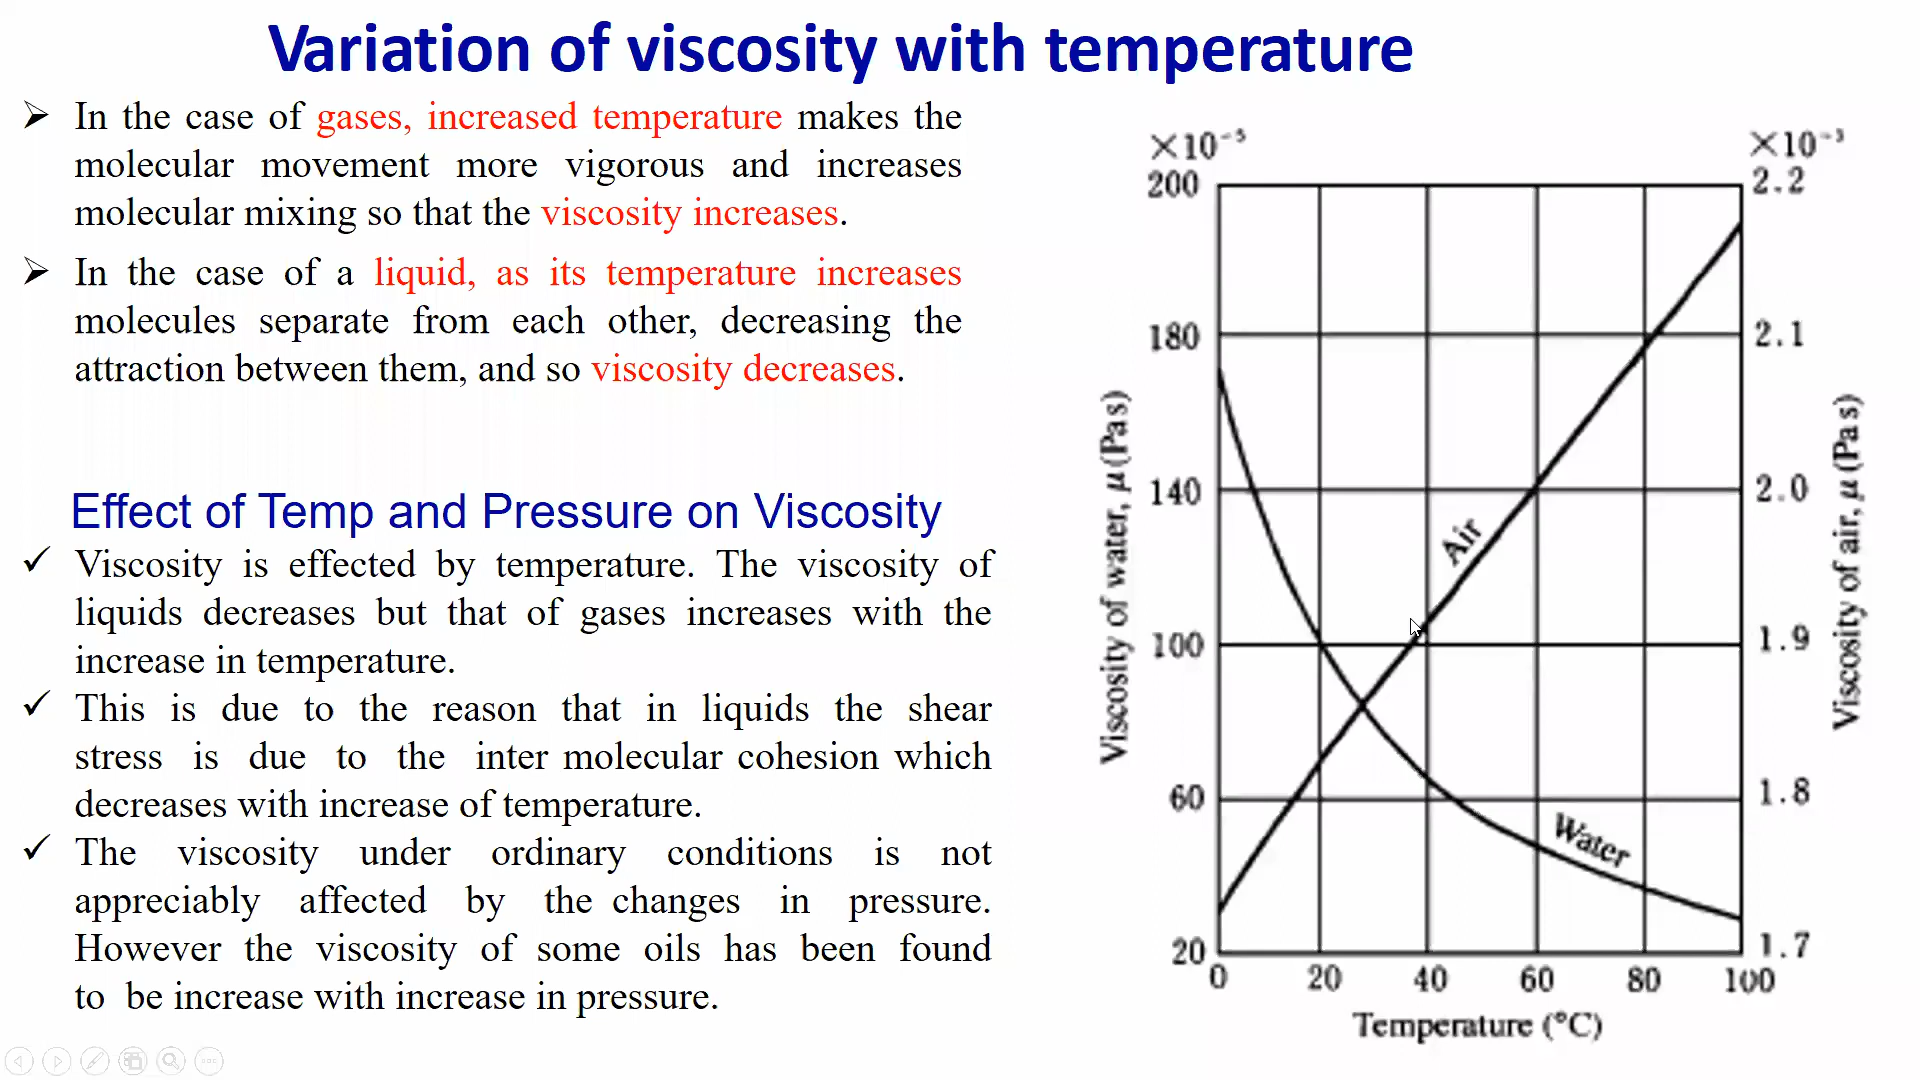 Variation of viscosity with temperature
➢ In the case of gases, increased temperature makes the
molecular movement more vigorous and increases
molecular mixing so that the viscosity increases.
➢ In the case of a liquid, as its temperature increases
molecules separate from each other, decreasing the
attraction between them, and so viscosity decreases.
Effect of Temp and Pressure on Viscosity
✓ Viscosity is effected by temperature. The viscosity of
liquids decreases but that of gases increases with the
increase in temperature.
✓ This is due to the reason that in liquids the shear
stress is due to the inter molecular cohesion which
decreases with increase of temperature.
✓ The viscosity under ordinary conditions is not
appreciably affected by the changes in pressure.
However the viscosity of some oils has been found
to be increase with increase in pressure.
×10⁻⁵
200
180
140
100
60
20
Viscosity of water, μ (Pa s)
×10⁻³
2.2
2.1
2.0
1.9
1.8
1.7
Viscosity of air, μ (Pa s)
Air
Water
0 20 40 60 80 100
Temperature (°C)